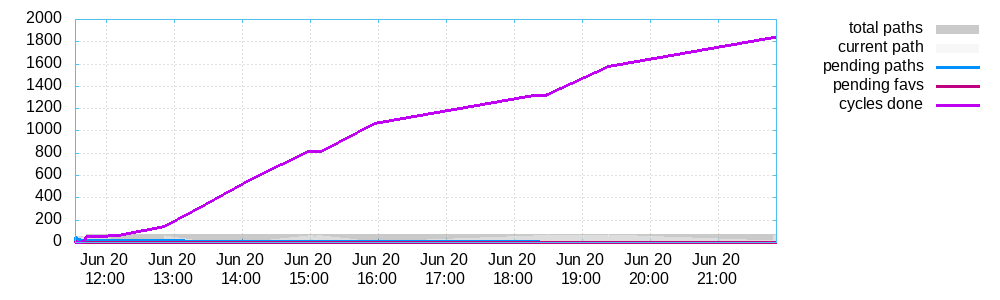 2000
1800
1600
1400
1200
1000
800
600
400
200
0
Jun 20 Jun 20 Jun 20 Jun 20 Jun 20 Jun 20 Jun 20 Jun 20 Jun 20 Jun 20
12:00 13:00 14:00 15:00 16:00 17:00 18:00 19:00 20:00 21:00
total paths
current path
pending paths
pending favs
cycles done